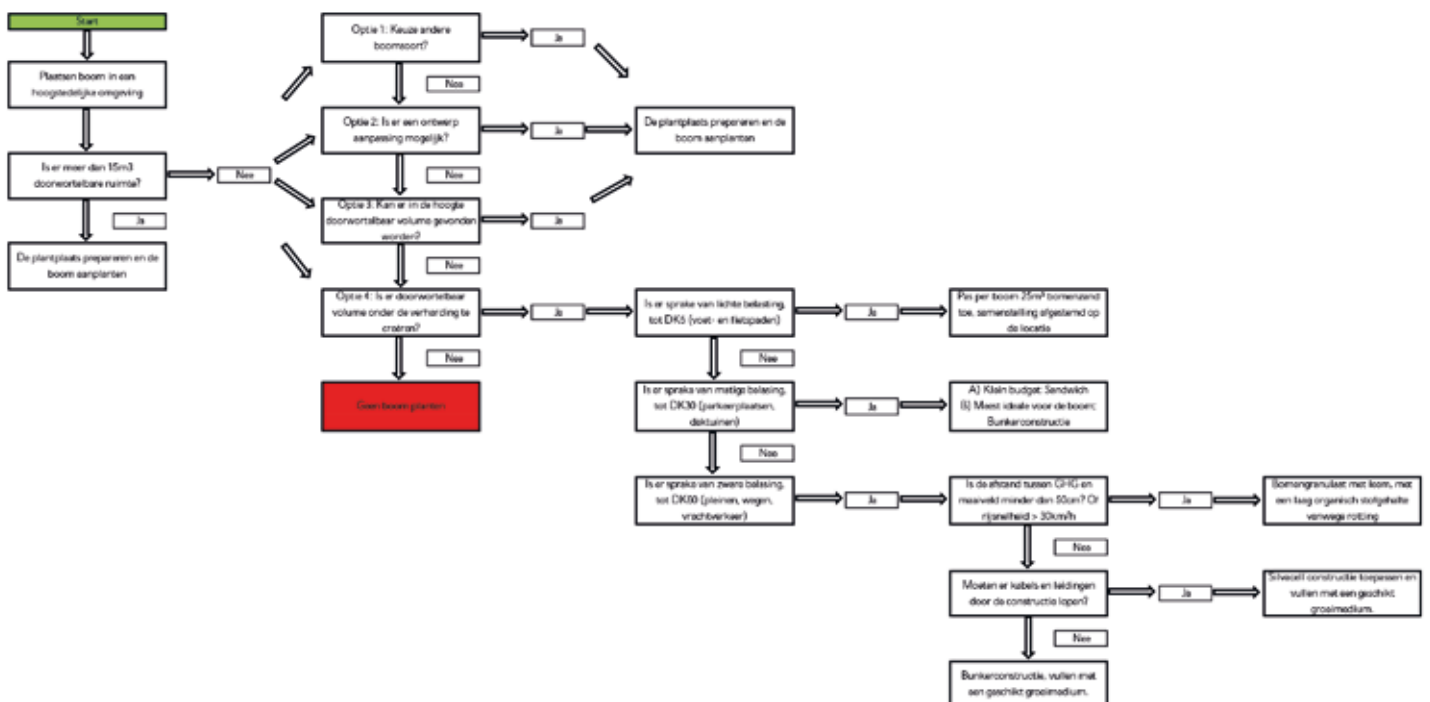 Start
Plaatsen boom in een
hoogstedelijke omgeving
Is er meer dan 15m3
doorwortelbare ruimte?
Nee
Ja
De plantplaats prepareren en de
boom aanplanten
Optie 1: Keuze andere
boomsoort?
Ja
Nee
Optie 2: Is er een ontwerp
aanpassing mogelijk?
Ja
De plantplaats prepareren en de
boom aanplanten
Nee
Optie 3: Kan er in de hoogte
doorwortelbaar volume gevonden
worden?
Ja
Nee
Optie 4: Is er doorwortelbaar
volume onder de verharding te
creëren?
Ja
Nee
Geen boom planten
Is er sprake van lichte belasting,
tot DK5 (voet- en fietspaden)
Ja
Pas per boom 25m³ bomenzand
toe, samenstelling afgestemd op
de locatie
Nee
Is er sprake van matige belasing,
tot DK30 (parkeerplaatsen,
daktuinen)
Ja
A) Klein budget: Sandwich
B) Meest ideale voor de boom:
Bunkerconstructie
Nee
Is er sprake van zware belasing,
tot DK60 (pleinen, wegen,
vrachtverkeer)
Ja
Is de afstand tussen GHG en
maaiveld minder dan 50cm? Of
rijsnelheid > 30km/h
Ja
Bomengranulaat met leem, met
een laag organisch stofgehalte
vanwege rotting
Nee
Moeten er kabels en leidingen
door de constructie lopen?
Ja
Silvacell constructie toepassen en
vullen met een geschikt
groeimedium.
Nee
Bunkerconstructie, vullen met
een geschikt groeimedium.